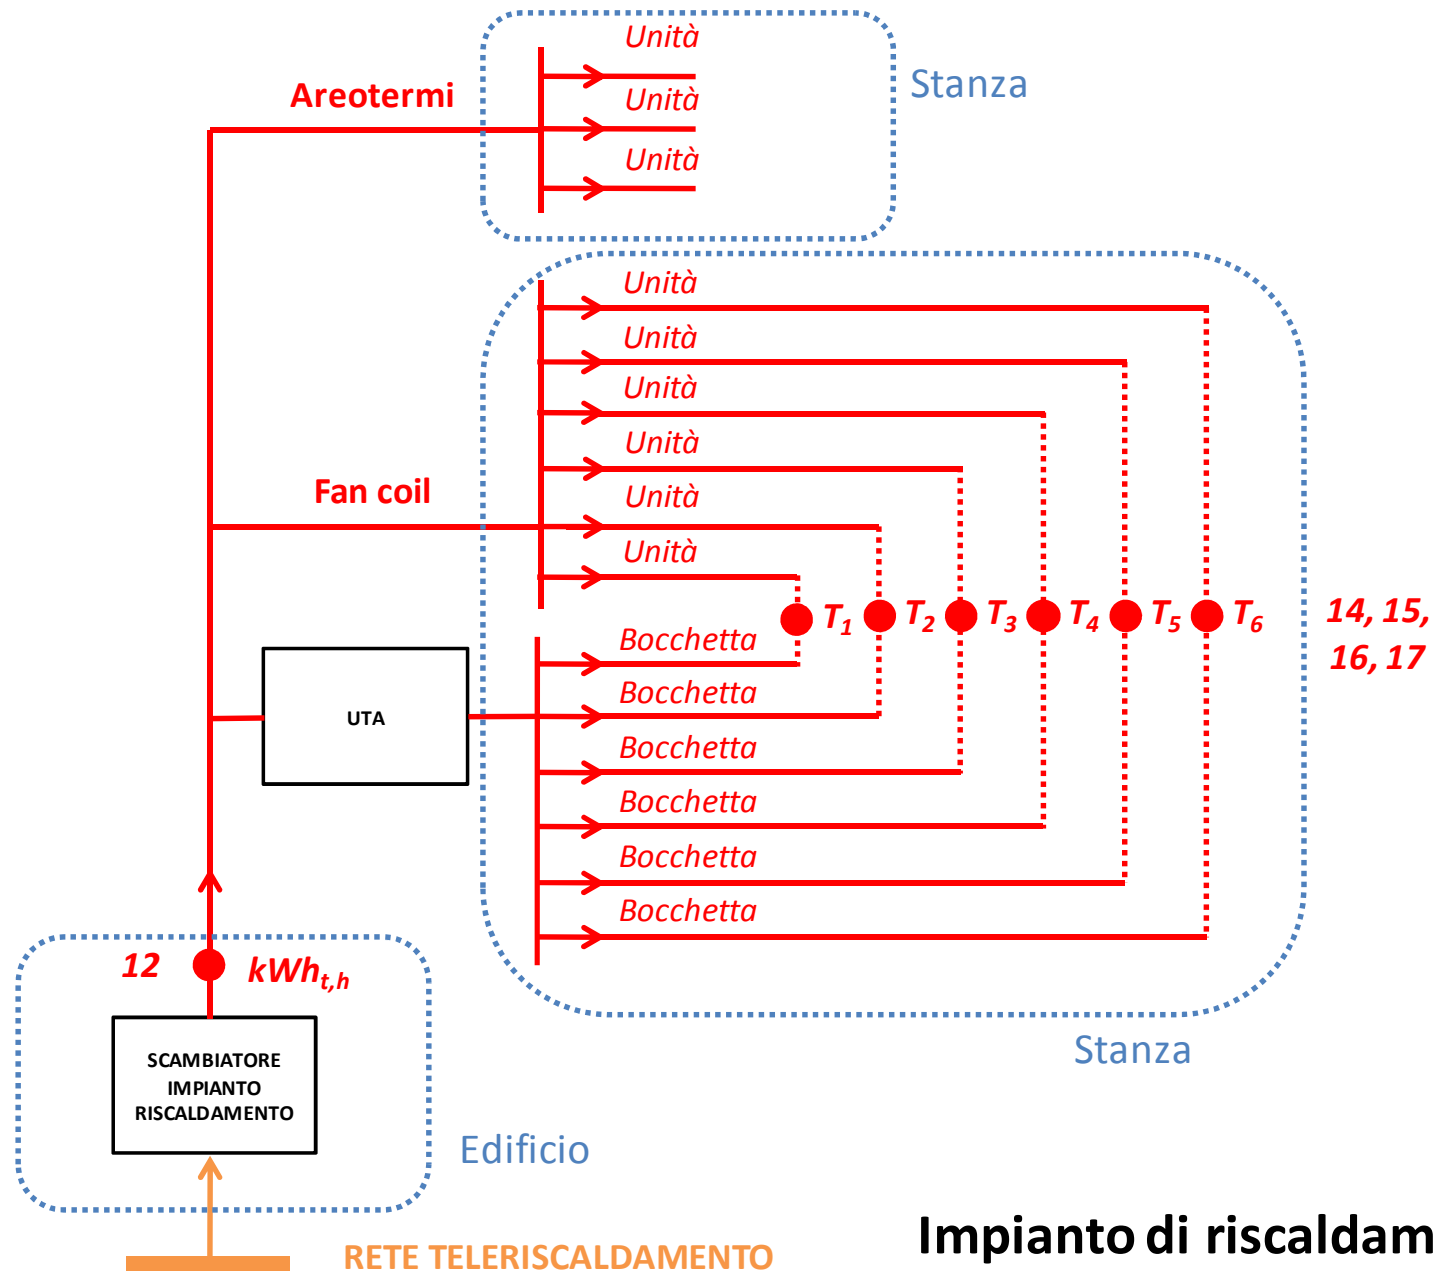 Unità
Areotermi
Unità
Unità
Stanza
Unità
Unità
Unità
Unità
Fan coil
Unità
Unità
T1
T2
T3
T4
T5
T6
14, 15,
16, 17
Bocchetta
UTA
Bocchetta
Bocchetta
Bocchetta
Bocchetta
Bocchetta
12
kWht,h
Stanza
SCAMBIATORE
IMPIANTO
RISCALDAMENTO
Edificio
RETE TELERISCALDAMENTO
Impianto di riscaldam